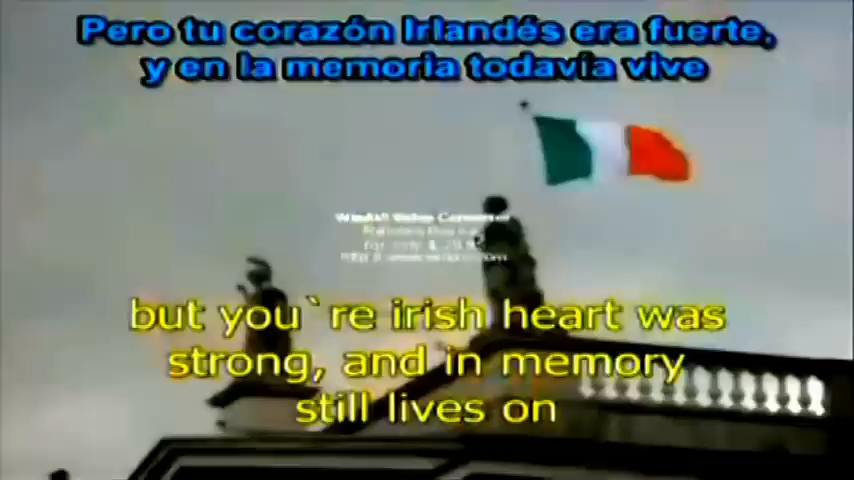 Pero tu corazón Irlandés era fuerte,
y en la memoria todavía vive
but you`re irish heart was
strong, and in memory
still lives on